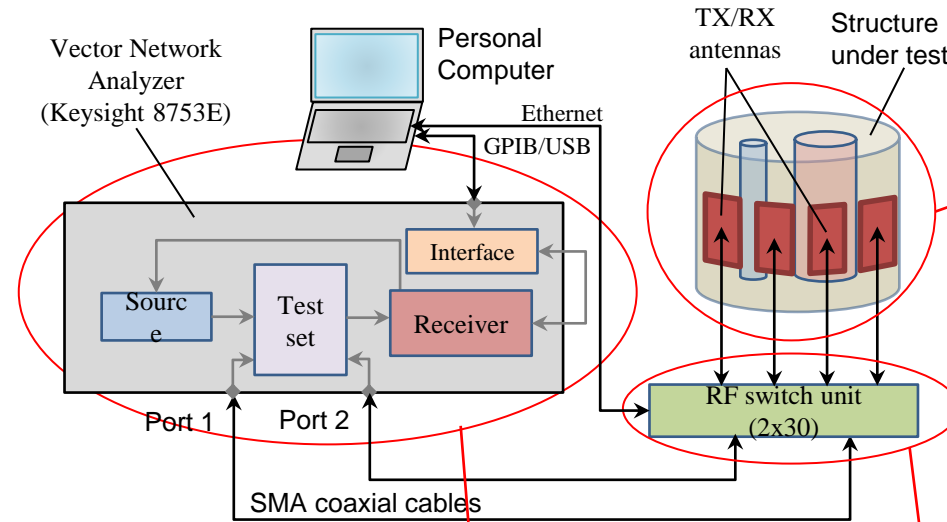 Vector Network
Analyzer
(Keysight 8753E)
Personal
Computer
TX/RX
antennas
Structure
under test
Ethernet
GPIB/USB
Interface
Sourc
e
Test
set
Receiver
Port 1
Port 2
RF switch unit
(2x30)
SMA coaxial cables